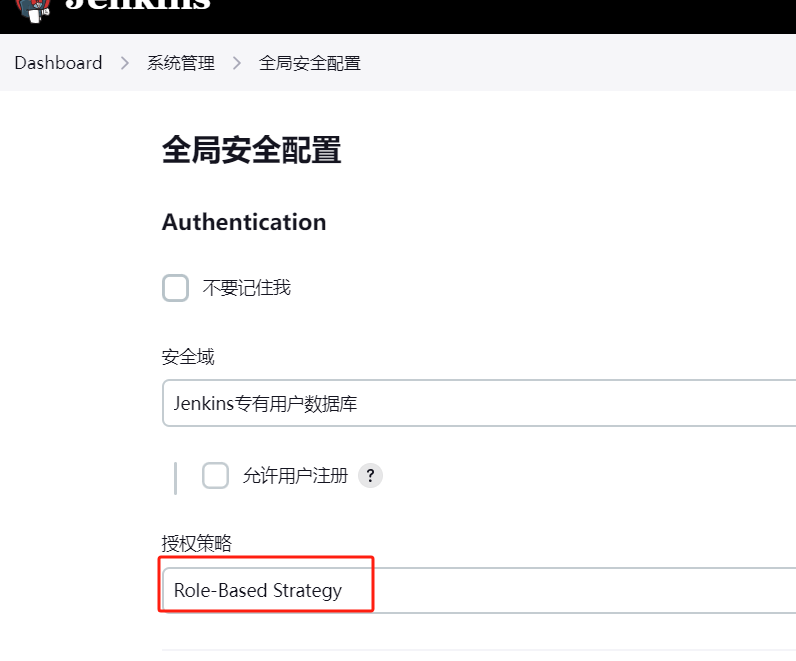 Jenkins
Dashboard > 系统管理 > 全局安全配置
全局安全配置
Authentication
不要记住我
安全域
Jenkins专有用户数据库
允许用户注册 ?
授权策略
Role-Based Strategy